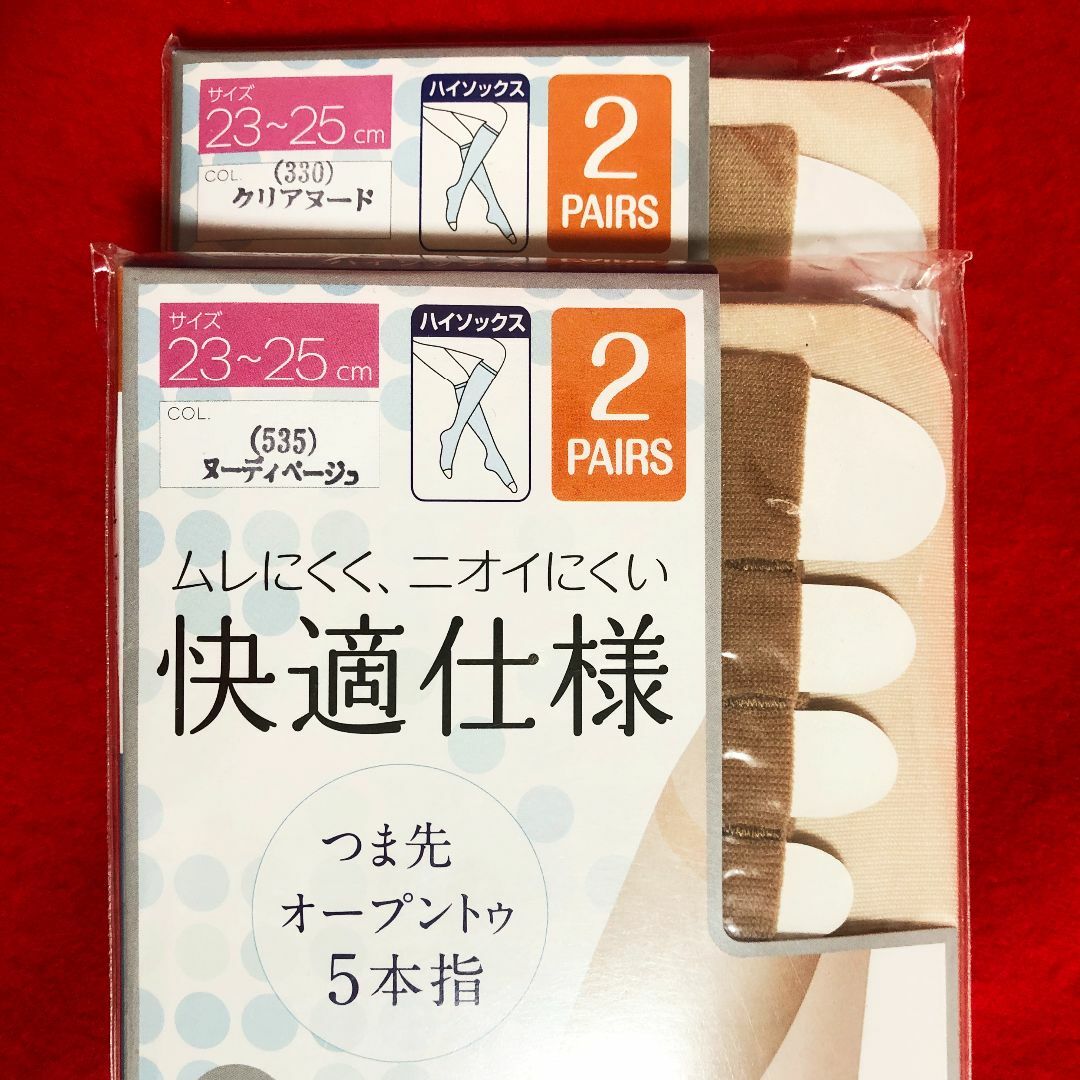 サイズ
23~25cm
COL.
(330)
クリアヌード
ハイソックス
2
PAIRS
サイズ
23~25cm
COL.
(535)
ヌーディベージュ
ハイソックス
2
PAIRS
ムレにくく、ニオイにくい
快適仕様
つま先
オープントゥ
5本指